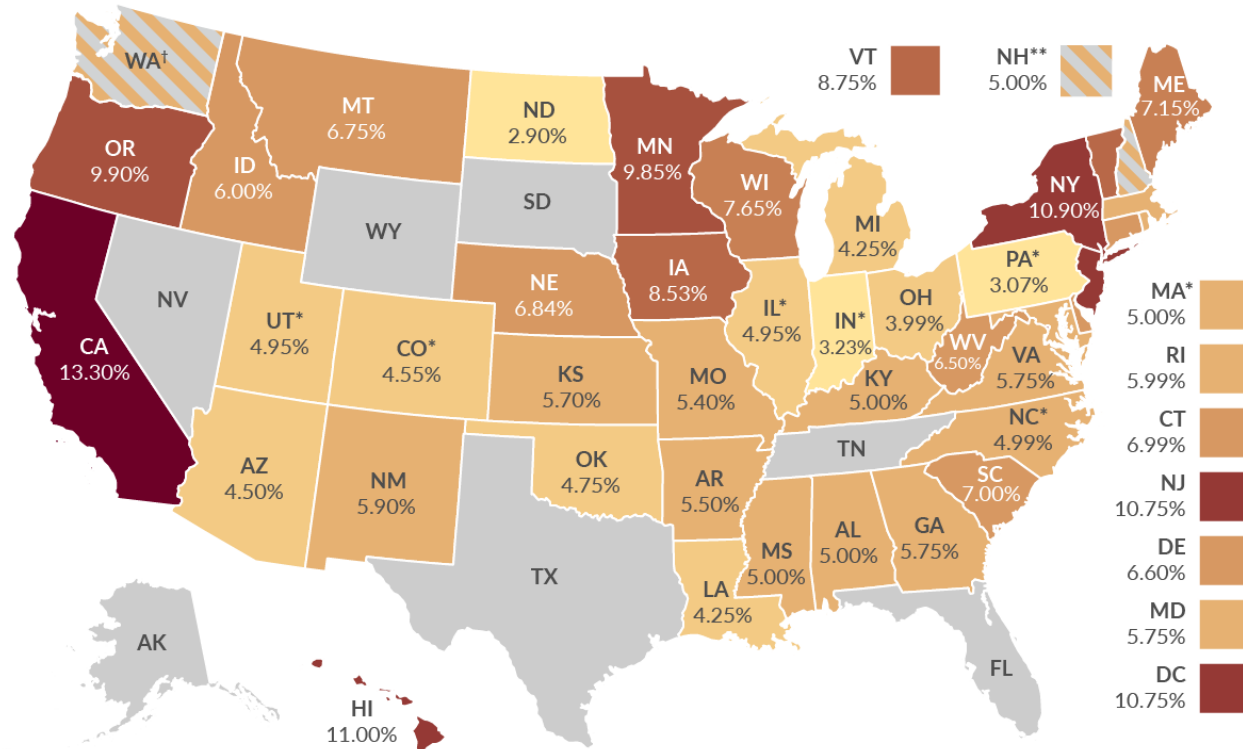 WA†
VT
8.75%
NH**
5.00%
ME
7.15%
MT
6.75%
ND
2.90%
OR
9.90%
ID
6.00%
MN
9.85%
WI
7.65%
NY
10.90%
SD
WY
MI
4.25%
NV
NE
6.84%
IA
8.53%
PA*
3.07%
UT*
4.95%
CO*
4.55%
IL*
4.95%
IN*
3.23%
OH
3.99%
MA*
5.00%
CA
13.30%
KS
5.70%
MO
5.40%
WV
6.50%
VA
5.75%
KY
5.00%
RI
5.99%
NC*
4.99%
CT
6.99%
AZ
4.50%
NM
5.90%
OK
4.75%
AR
5.50%
TN
SC
7.00%
NJ
10.75%
MS
5.00%
AL
5.00%
GA
5.75%
DE
6.60%
TX
LA
4.25%
MD
5.75%
AK
FL
DC
10.75%
HI
11.00%